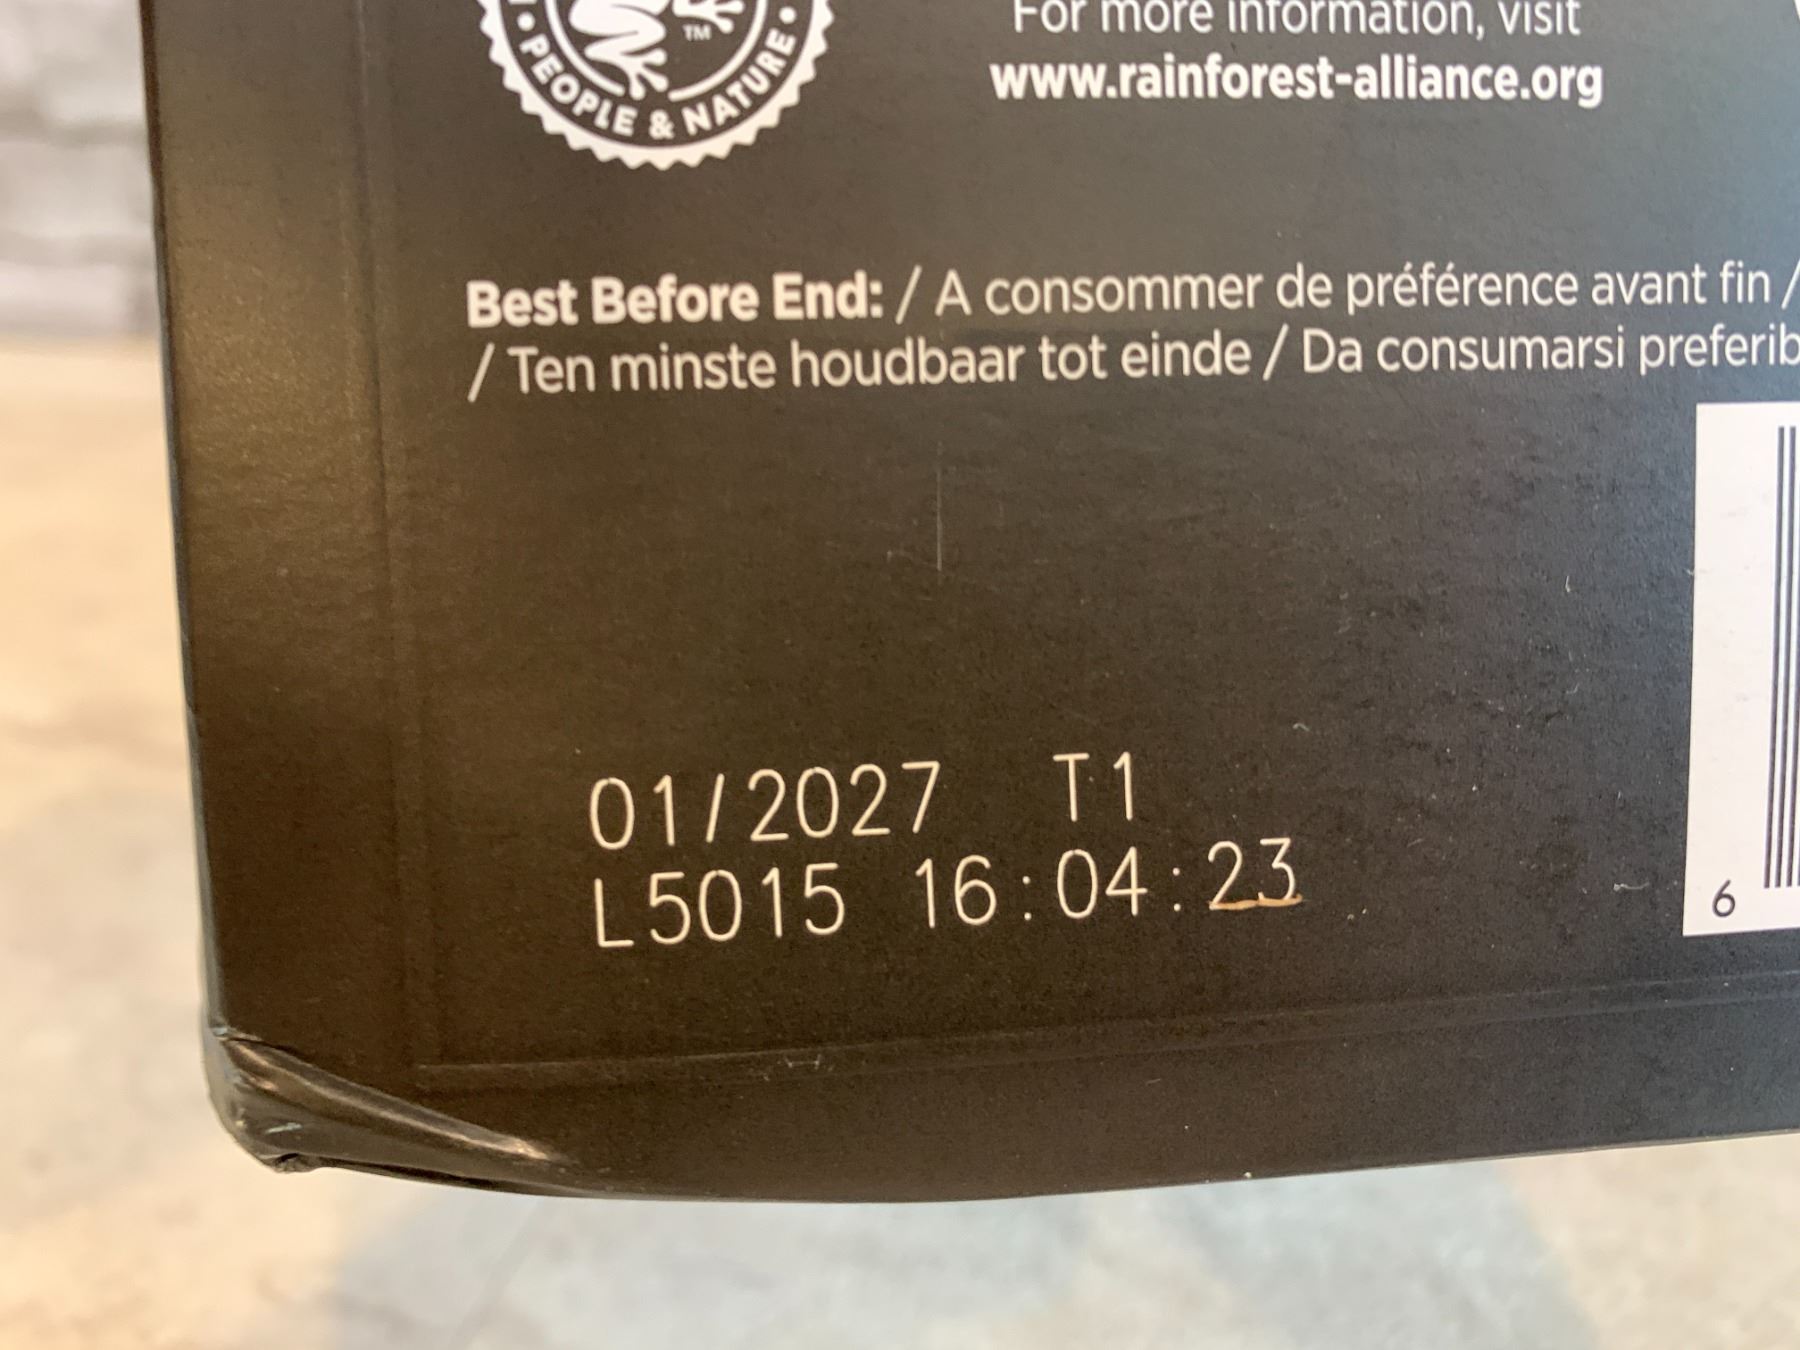 • PEOPLE & NATURE •
TM
For more information, visit
www.rainforest-alliance.org
Best Before End: / A consommer de préférence avant fin /
/ Ten minste houdbaar tot einde / Da consumarsi preferib
01/2027 T1
L5015 16:04:23
6